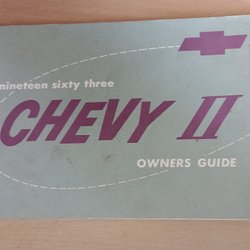 nineteen sixty three
CHEVY II
OWNERS GUIDE